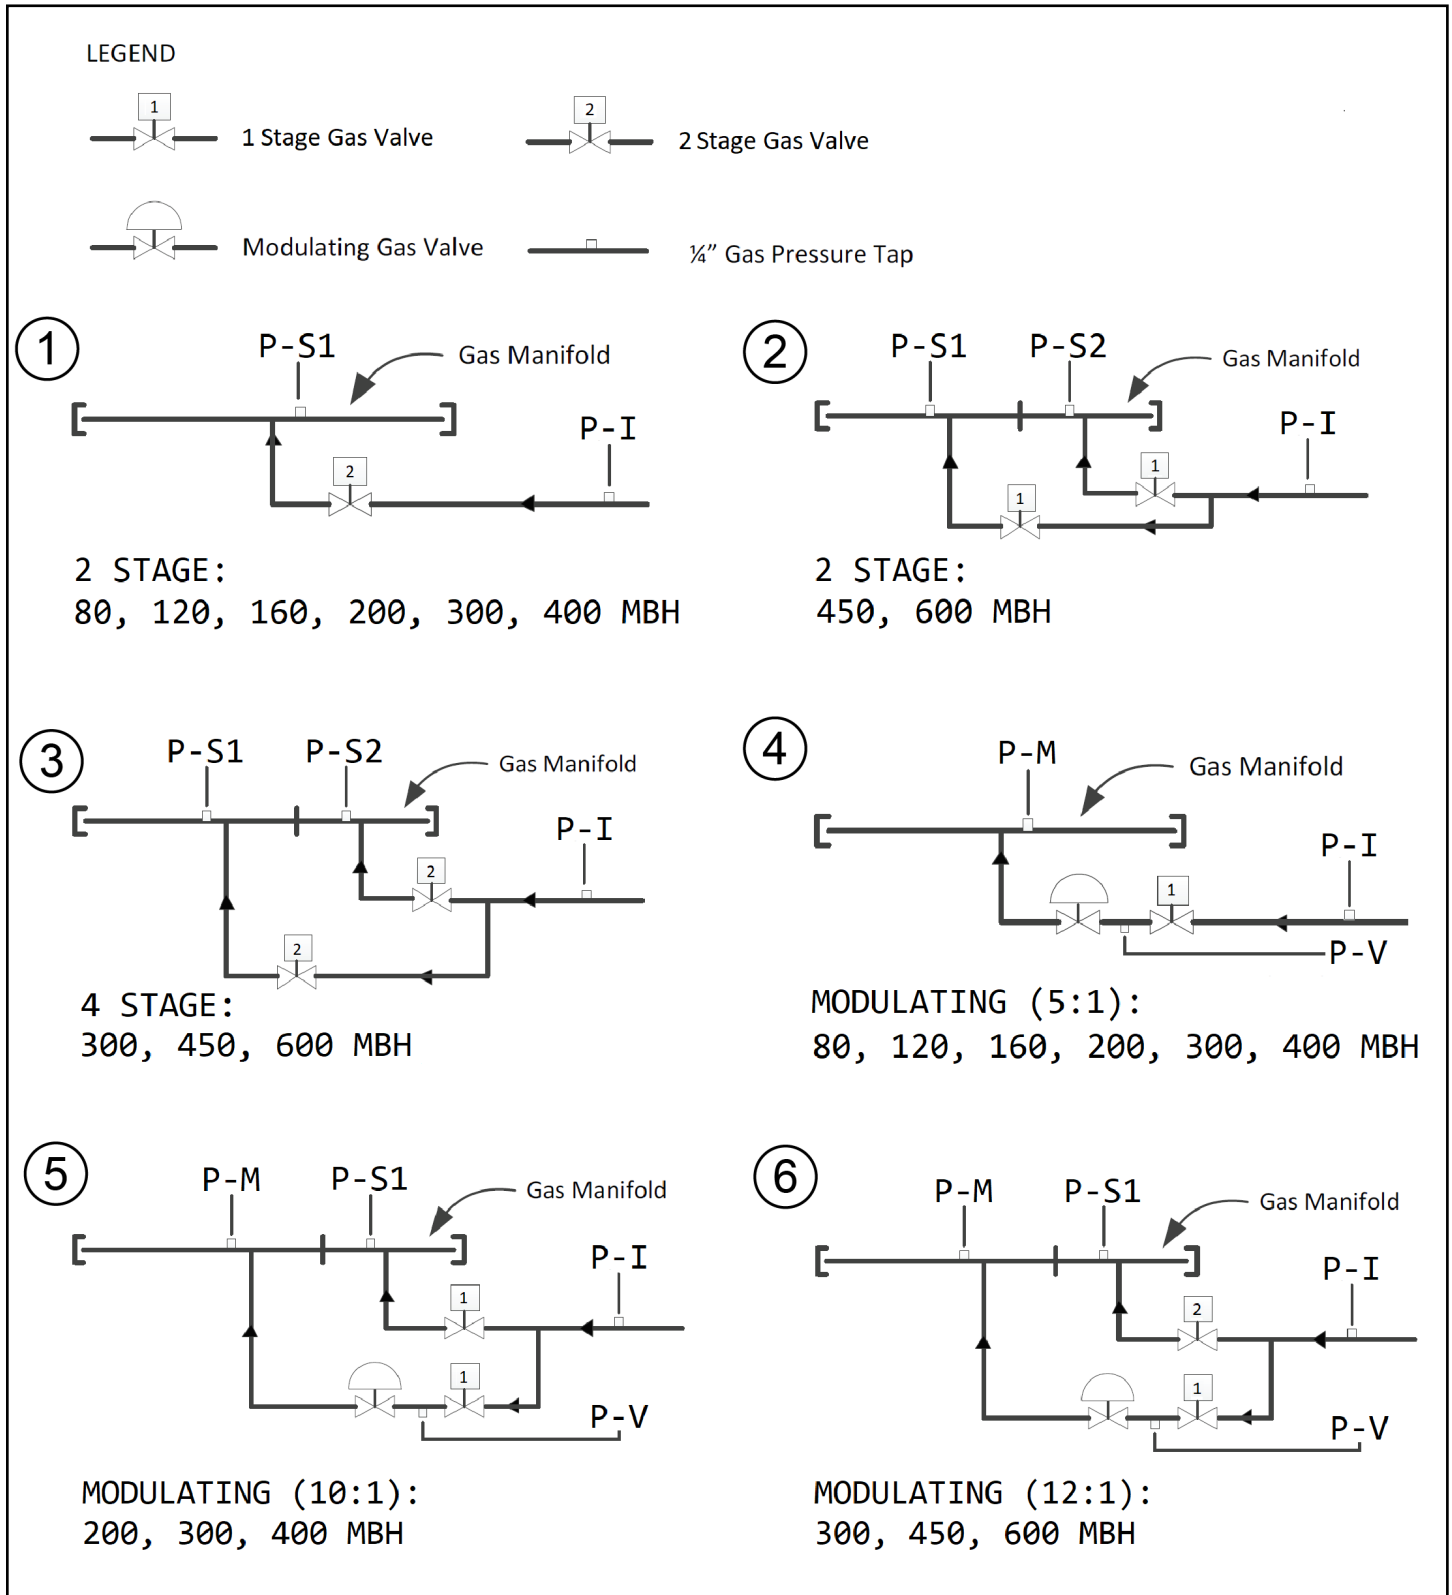 LEGEND
1
1 Stage Gas Valve
2
2 Stage Gas Valve
Modulating Gas Valve
¼” Gas Pressure Tap
1
P-S1
Gas Manifold
P-I
2
2 STAGE:
80, 120, 160, 200, 300, 400 MBH
2
P-S1
P-S2
Gas Manifold
P-I
1
1
2 STAGE:
450, 600 MBH
3
P-S1
P-S2
Gas Manifold
P-I
2
2
4 STAGE:
300, 450, 600 MBH
4
P-M
Gas Manifold
P-I
1
P-V
MODULATING (5:1):
80, 120, 160, 200, 300, 400 MBH
5
P-M
P-S1
Gas Manifold
P-I
1
1
P-V
MODULATING (10:1):
200, 300, 400 MBH
6
P-M
P-S1
Gas Manifold
P-I
2
1
P-V
MODULATING (12:1):
300, 450, 600 MBH